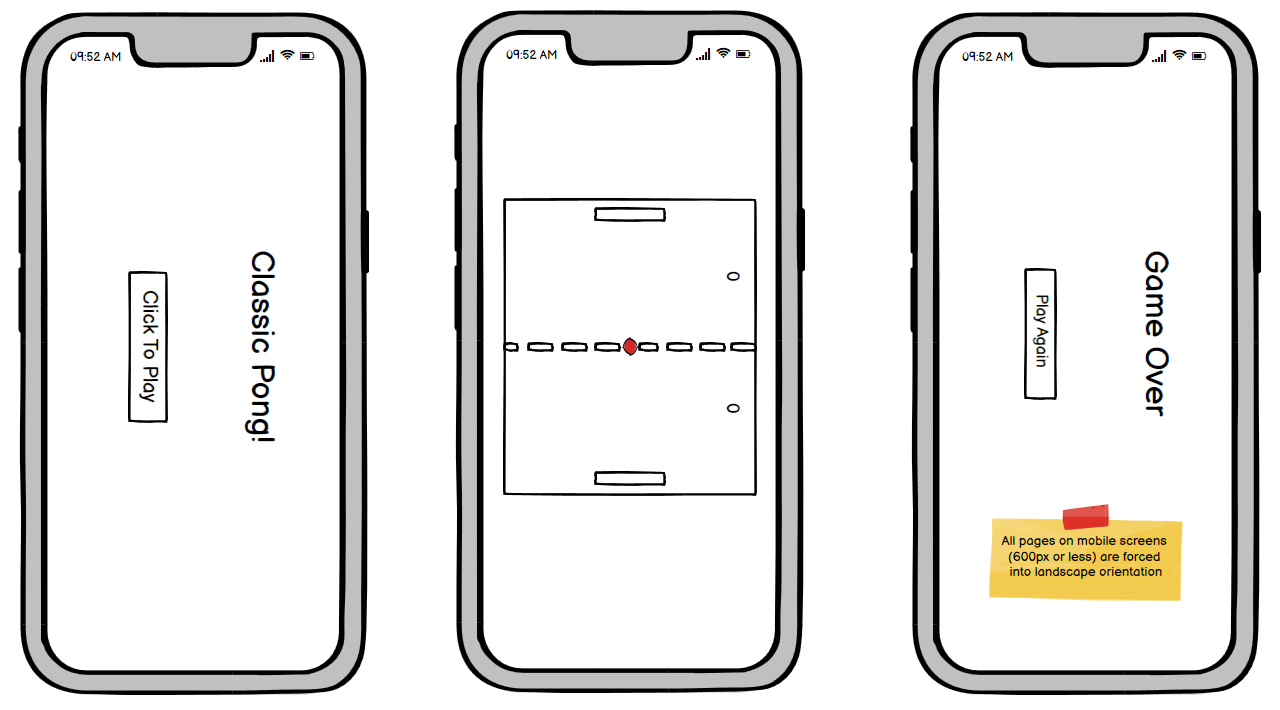 09:52 AM
Classic Pong!
Click To Play
09:52 AM
0
0
09:52 AM
Game Over
Play Again
All pages on mobile screens
(600px or less) are forced
into landscape orientation